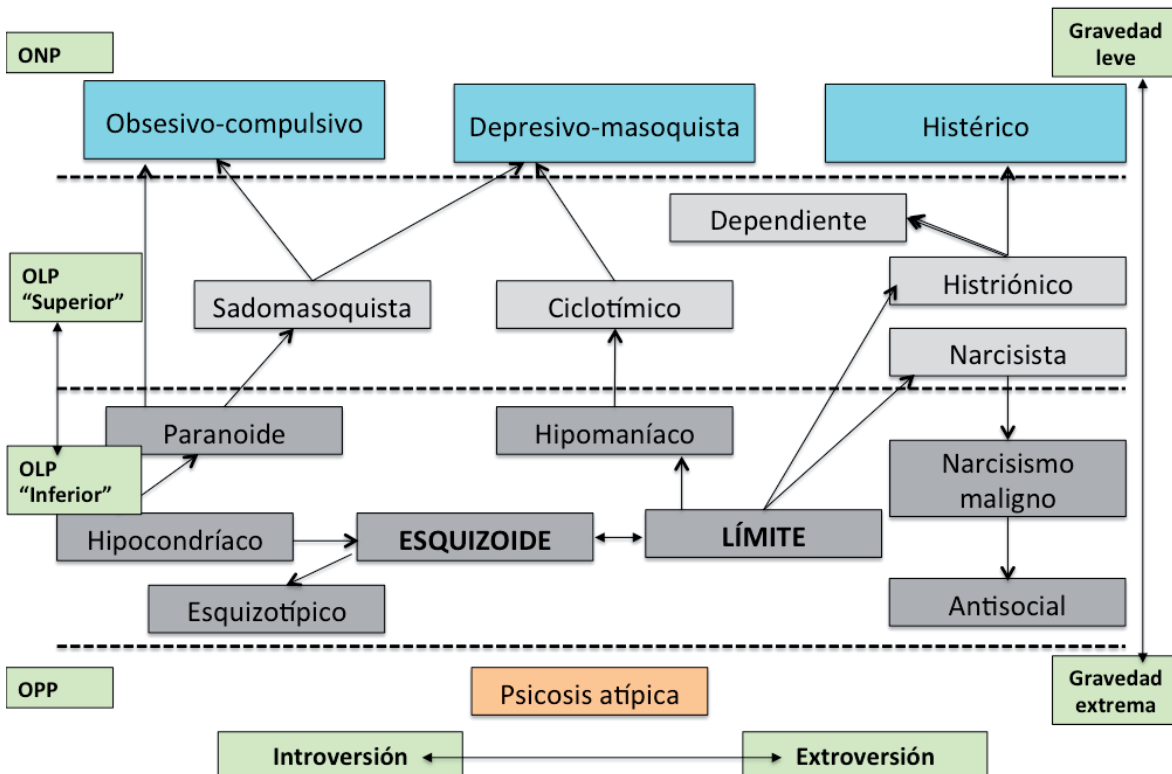 ONP
Gravedad
leve
Obsesivo-compulsivo
Depresivo-masoquista
Histérico
Dependiente
OLP
“Superior”
Sadomasoquista
Ciclotímico
Histriónico
Narcisista
Paranoide
Hipomaníaco
OLP
“Inferior”
Narcisismo
maligno
Hipocondríaco
ESQUIZOIDE
LÍMITE
Esquizotípico
Antisocial
OPP
Psicosis atípica
Gravedad
extrema
Introversión
Extroversión